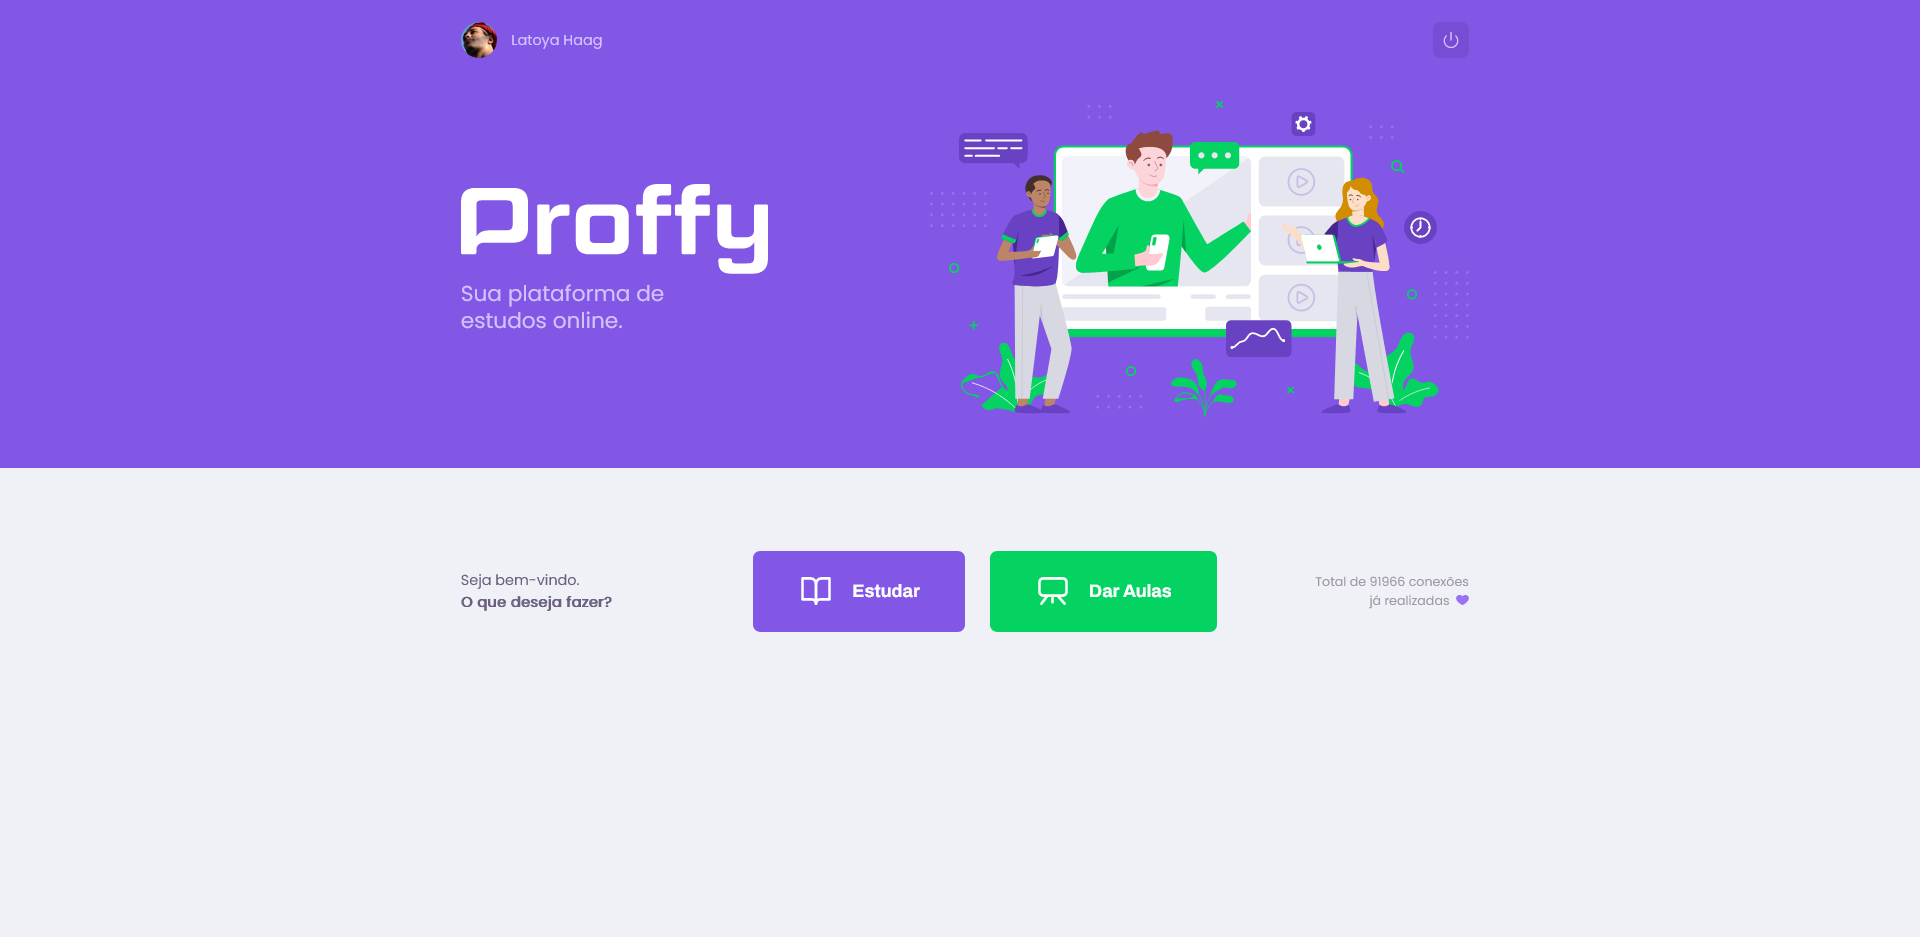 Latoya Haag
Proffy
Sua plataforma de
estudos online.
Seja bem-vindo.
O que deseja fazer?
Estudar
Dar Aulas
Total de 91966 conexões
já realizadas